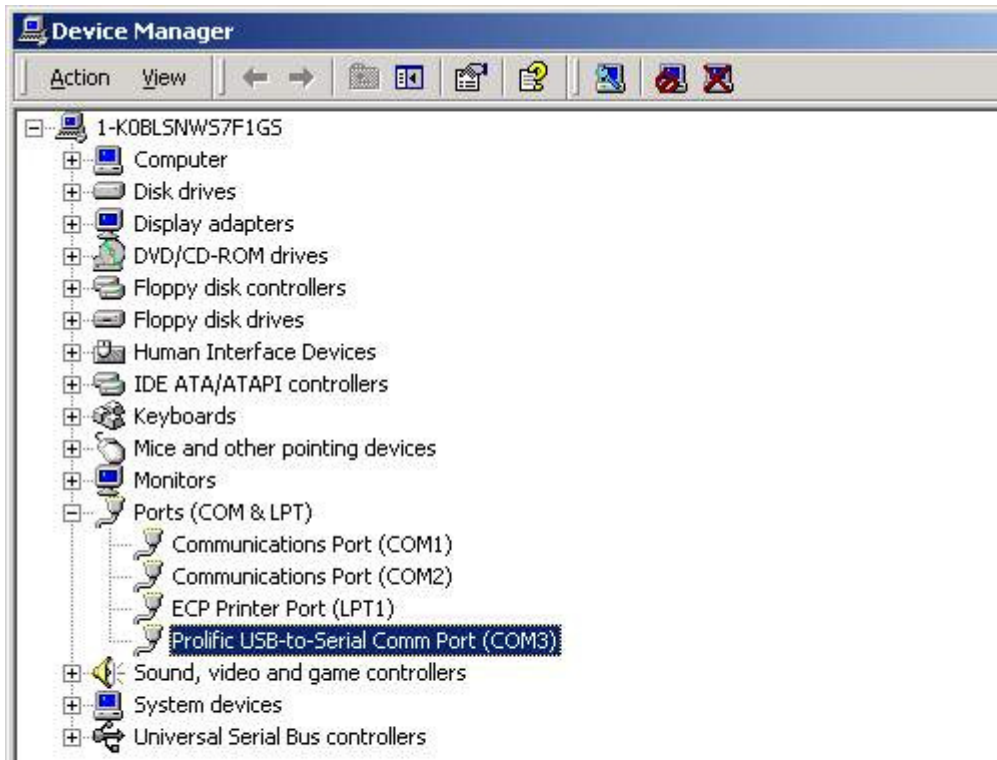 Device Manager
Action View
1-K0BLSNWS7F1GS
Computer
Disk drives
Display adapters
DVD/CD-ROM drives
Floppy disk controllers
Floppy disk drives
Human Interface Devices
IDE ATA/ATAPI controllers
Keyboards
Mice and other pointing devices
Monitors
Ports (COM & LPT)
Communications Port (COM1)
Communications Port (COM2)
ECP Printer Port (LPT1)
Prolific USB-to-Serial Comm Port (COM3)
Sound, video and game controllers
System devices
Universal Serial Bus controllers